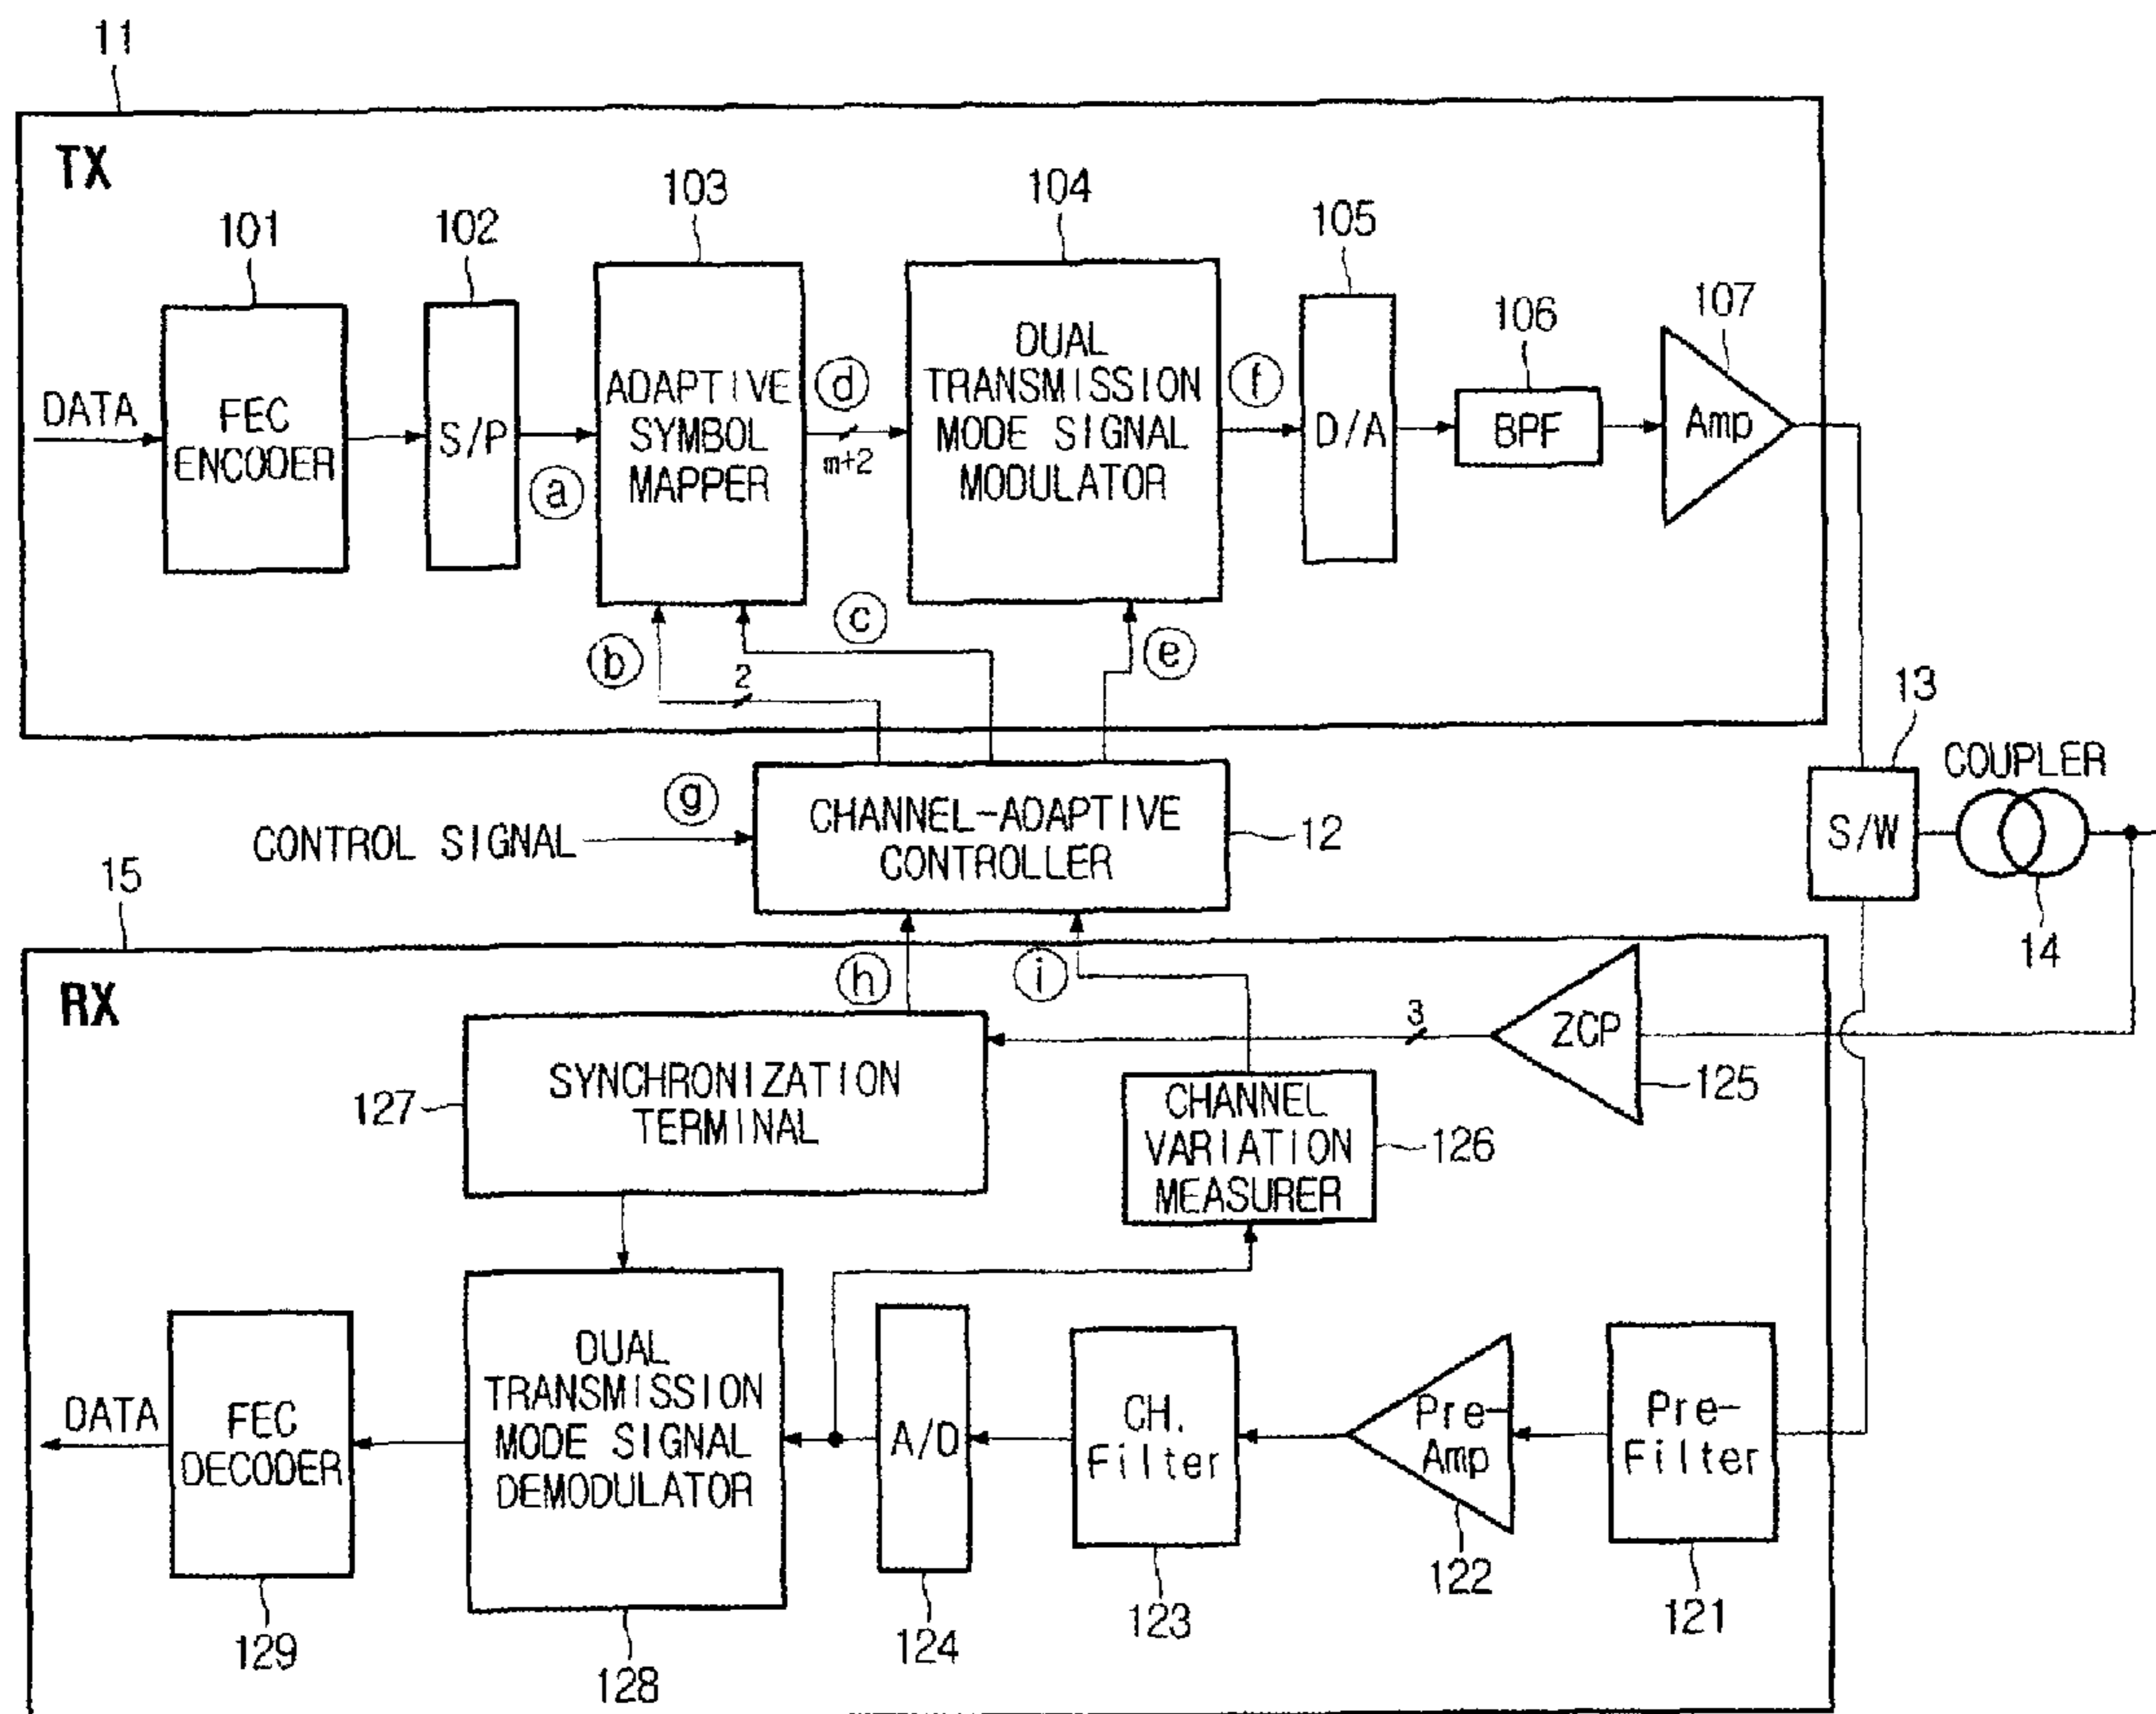 11
TX
101
102
103
104
105
106
107
DATA
FEC
ENCODER
S/P
ⓐ
ADAPTIVE
SYMBOL
MAPPER
ⓓ
m+2
DUAL
TRANSMISSION
MODE SIGNAL
MODULATOR
ⓕ
D/A
BPF
Amp
ⓑ
2
ⓒ
ⓔ
13
S/W
COUPLER
14
ⓖ
CONTROL SIGNAL
CHANNEL-ADAPTIVE
CONTROLLER
12
15
RX
ⓗ
ⓘ
3
ZCP
125
127
SYNCHRONIZATION
TERMINAL
CHANNEL
VARIATION
MEASURER
126
DATA
FEC
DECODER
129
DUAL
TRANSMISSION
MODE SIGNAL
DEMODULATOR
128
A/D
124
CH.
Filter
123
Pre-
Amp
122
Pre-
Filter
121